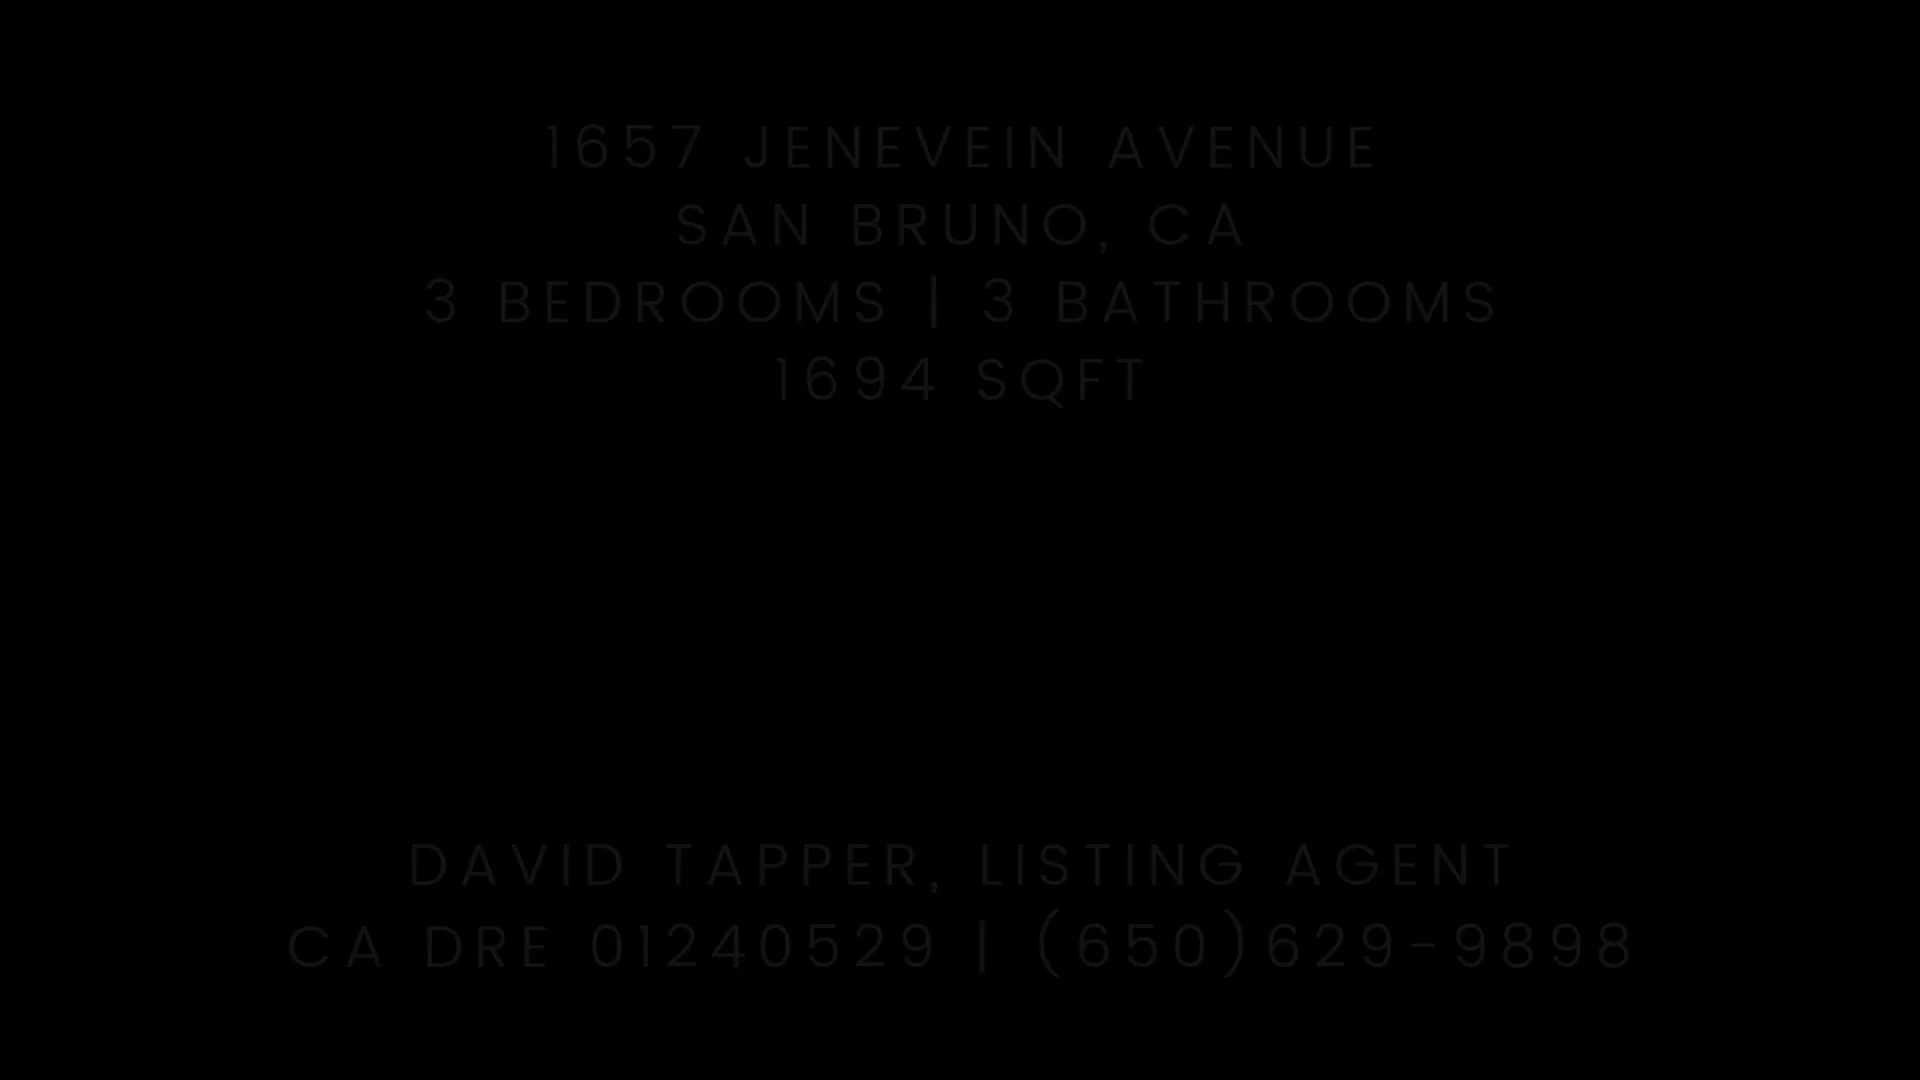 1657 JENEVEIN AVENUE
SAN BRUNO, CA
3 BEDROOMS | 3 BATHROOMS
1694 SQFT
DAVID TAPPER, LISTING AGENT
CA DRE 01240529 | (650)629-9898